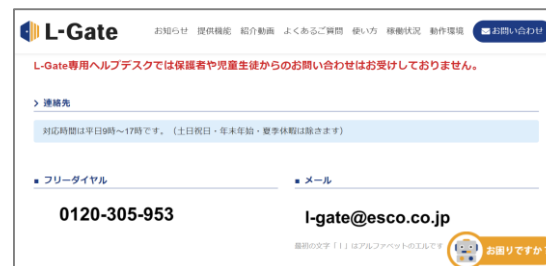 L-Gate
お知らせ 提供機能 紹介動画 よくあるご質問 使い方 稼働状況 動作環境 お問い合わせ
L-Gate専用ヘルプデスクでは保護者や児童生徒からのお問い合わせはお受けしておりません。
連絡先
対応時間は平日9時～17時です。（土日祝日・年末年始・夏季休暇は除きます）
フリーダイヤル
0120-305-953
メール
l-gate@esco.co.jp
最初の文字「l」はアルファベットのエルです
お困りですか？